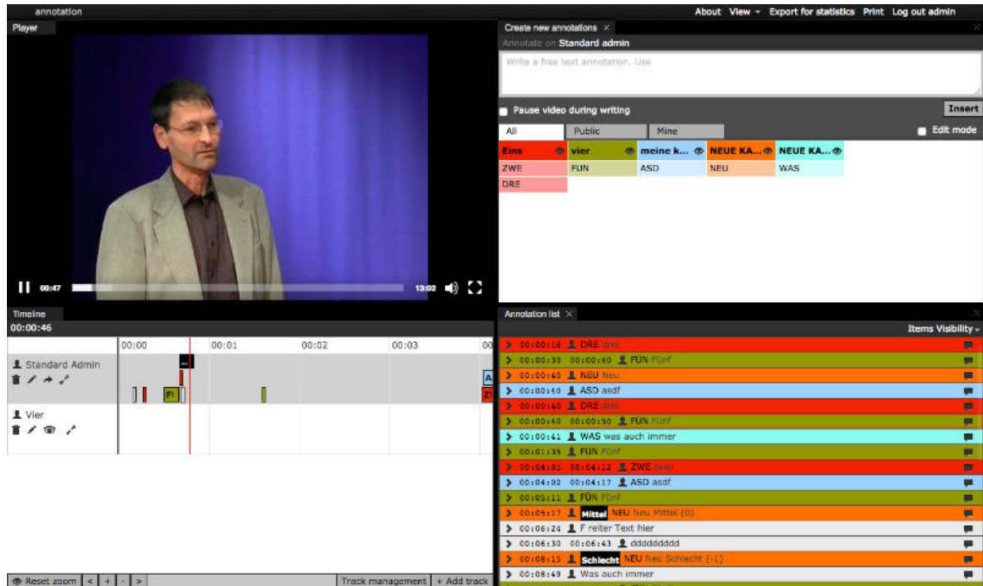 annotation
About View Export for statistics Print Log out admin
Player
Create new annotations ×
Annotate on Standard admin
Write a free text annotation. Use
Pause video during writing
Insert
All Public Mine
Edit mode
Eins vier meine k... NEUE KA... NEUE KA...
ZWE FUN ASD NEU WAS
DRE
00:47 13:02
Timeline
00:00:46
Annotation list ×
Items Visibility
00:00 00:01 00:02 00:03 00
Standard Admin
Vier
00:00:16 DRE drei
00:00:30 00:00:40 FUN Fünf
00:00:40 NEU Neu
00:00:40 ASD asdf
00:00:40 DRE drei
00:00:40 00:00:50 FUN Fünf
00:00:41 WAS was auch immer
00:01:35 FUN Fünf
00:04:01 00:04:12 ZWE zwei
00:04:02 00:04:17 ASD asdf
00:05:11 FÜN Fünf
00:05:17 Mittel NEU Neu Mittel (0)
00:06:24 F reiter Text hier
00:06:30 00:06:43 ddddddddd
00:08:15 Schlecht NEU Neu Schlecht (-1)
00:08:49 Was auch immer
Reset zoom < + - >
Track management + Add track